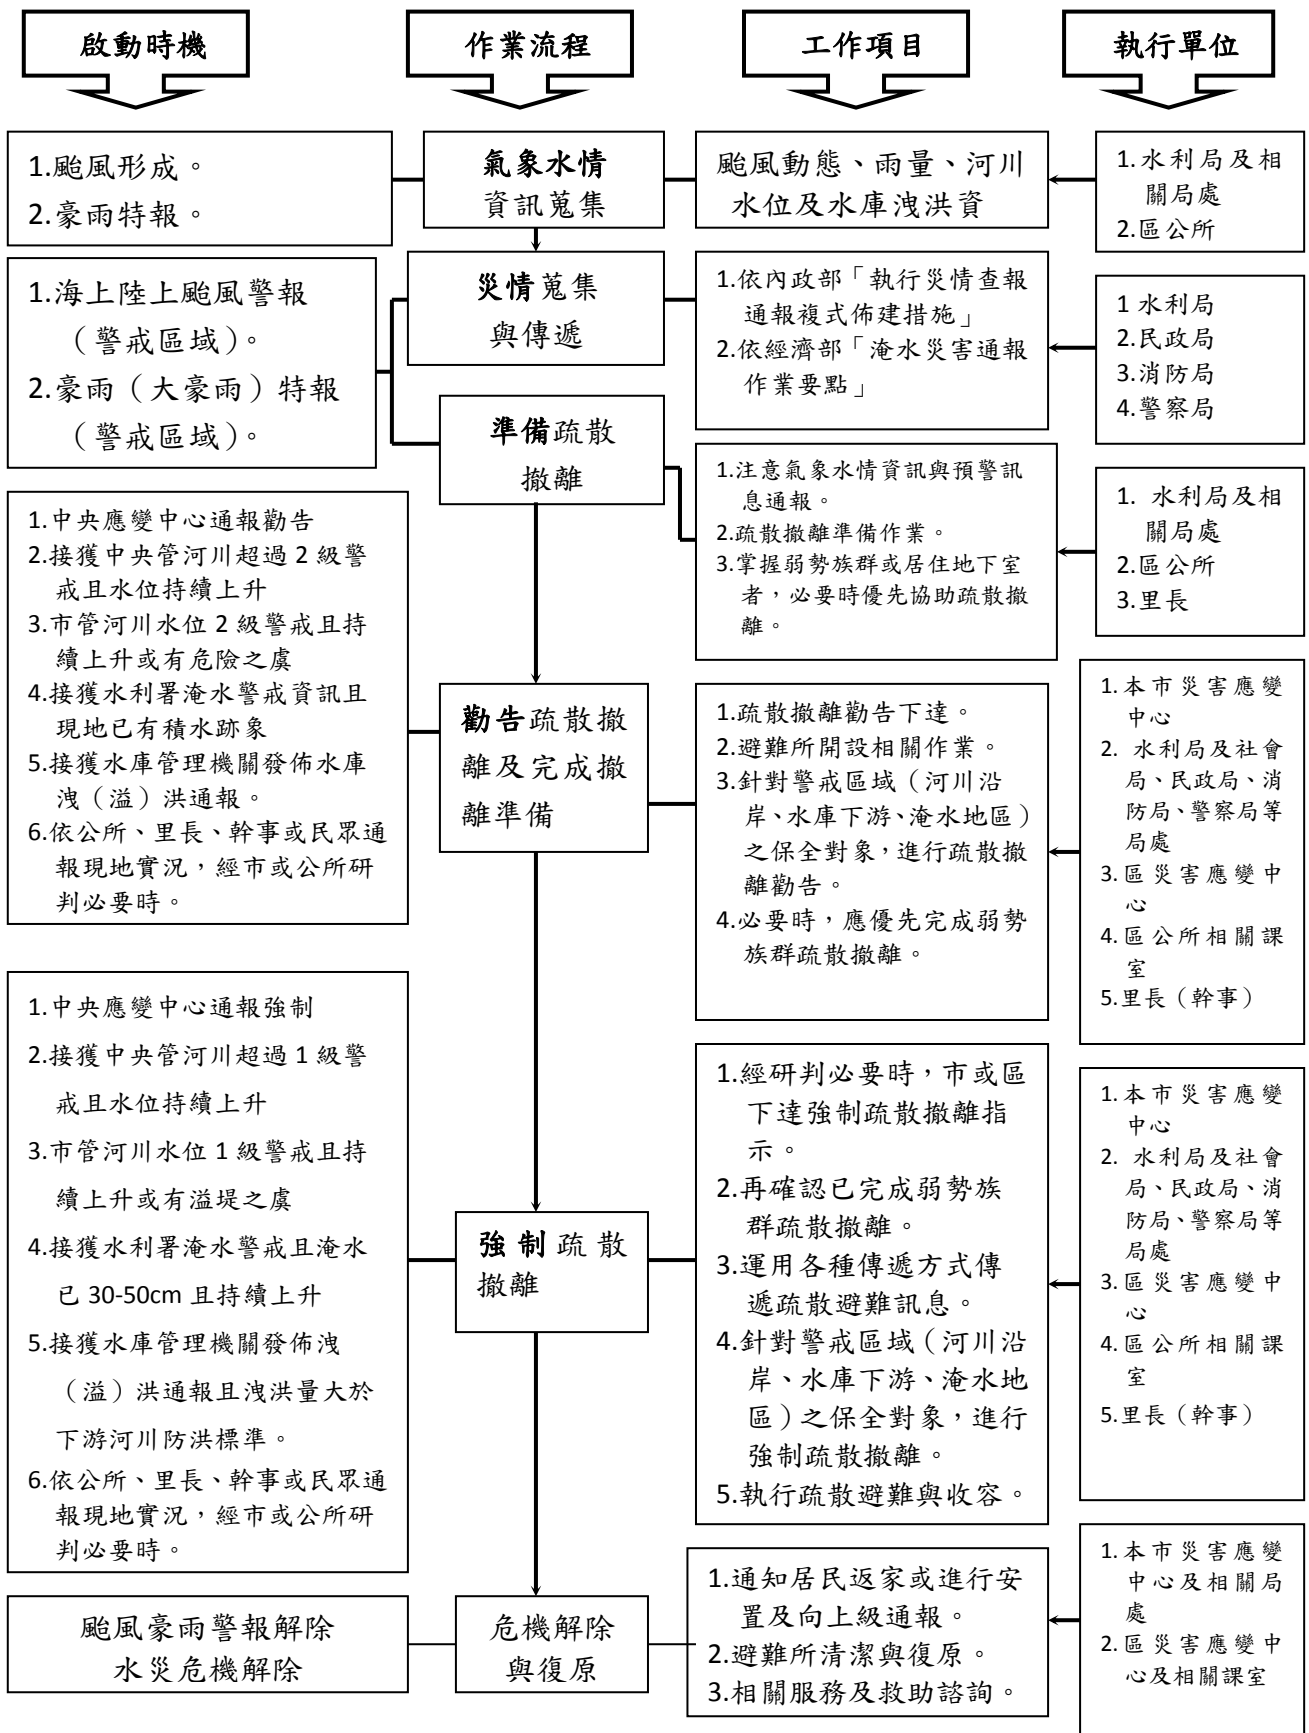 啟動時機
作業流程
工作項目
執行單位
1.颱風形成。
2.豪雨特報。
氣象水情
資訊蒐集
颱風動態、雨量、河川
水位及水庫洩洪資
1.水利局及相
關局處
2.區公所
1.海上陸上颱風警報
（警戒區域）。
2.豪雨（大豪雨）特報
（警戒區域）。
災情蒐集
與傳遞
1.依內政部「執行災情查報
通報複式佈建措施」
2.依經濟部「淹水災害通報
作業要點」
1 水利局
2.民政局
3.消防局
4.警察局
準備疏散
撤離
1.注意氣象水情資訊與預警訊
息通報。
2.疏散撤離準備作業。
3.掌握弱勢族群或居住地下室
者，必要時優先協助疏散撤
離。
1. 水利局及相
關局處
2.區公所
3.里長
1.中央應變中心通報勸告
2.接獲中央管河川超過 2 級警
戒且水位持續上升
3.市管河川水位 2 級警戒且持
續上升或有危險之虞
4.接獲水利署淹水警戒資訊且
現地已有積水跡象
5.接獲水庫管理機關發佈水庫
洩（溢）洪通報。
6.依公所、里長、幹事或民眾通
報現地實況，經市或公所研
判必要時。
勸告疏散撤
離及完成撤
離準備
1.疏散撤離勸告下達。
2.避難所開設相關作業。
3.針對警戒區域（河川沿
岸、水庫下游、淹水地區）
之保全對象，進行疏散撤
離勸告。
4.必要時，應優先完成弱勢
族群疏散撤離。
1.本市災害應變
中心
2. 水利局及社會
局、民政局、消
防局、警察局等
局處
3.區災害應變中
心
4.區公所相關課
室
5.里長（幹事）
1.中央應變中心通報強制
2.接獲中央管河川超過 1 級警
戒且水位持續上升
3.市管河川水位 1 級警戒且持
續上升或有溢堤之虞
4.接獲水利署淹水警戒且淹水
已 30-50cm 且持續上升
5.接獲水庫管理機關發佈洩
（溢）洪通報且洩洪量大於
下游河川防洪標準。
6.依公所、里長、幹事或民眾通
報現地實況，經市或公所研
判必要時。
強制疏散
撤離
1.經研判必要時，市或區
下達強制疏散撤離指
示。
2.再確認已完成弱勢族
群疏散撤離。
3.運用各種傳遞方式傳
遞疏散避難訊息。
4.針對警戒區域（河川沿
岸、水庫下游、淹水地
區）之保全對象，進行
強制疏散撤離。
5.執行疏散避難與收容。
1.本市災害應變
中心
2. 水利局及社會
局、民政局、消
防局、警察局等
局處
3.區災害應變中
心
4.區公所相關課
室
5.里長（幹事）
颱風豪雨警報解除
水災危機解除
危機解除
與復原
1.通知居民返家或進行安
置及向上級通報。
2.避難所清潔與復原。
3.相關服務及救助諮詢。
1.本市災害應變
中心及相關局
處
2.區災害應變中
心及相關課室